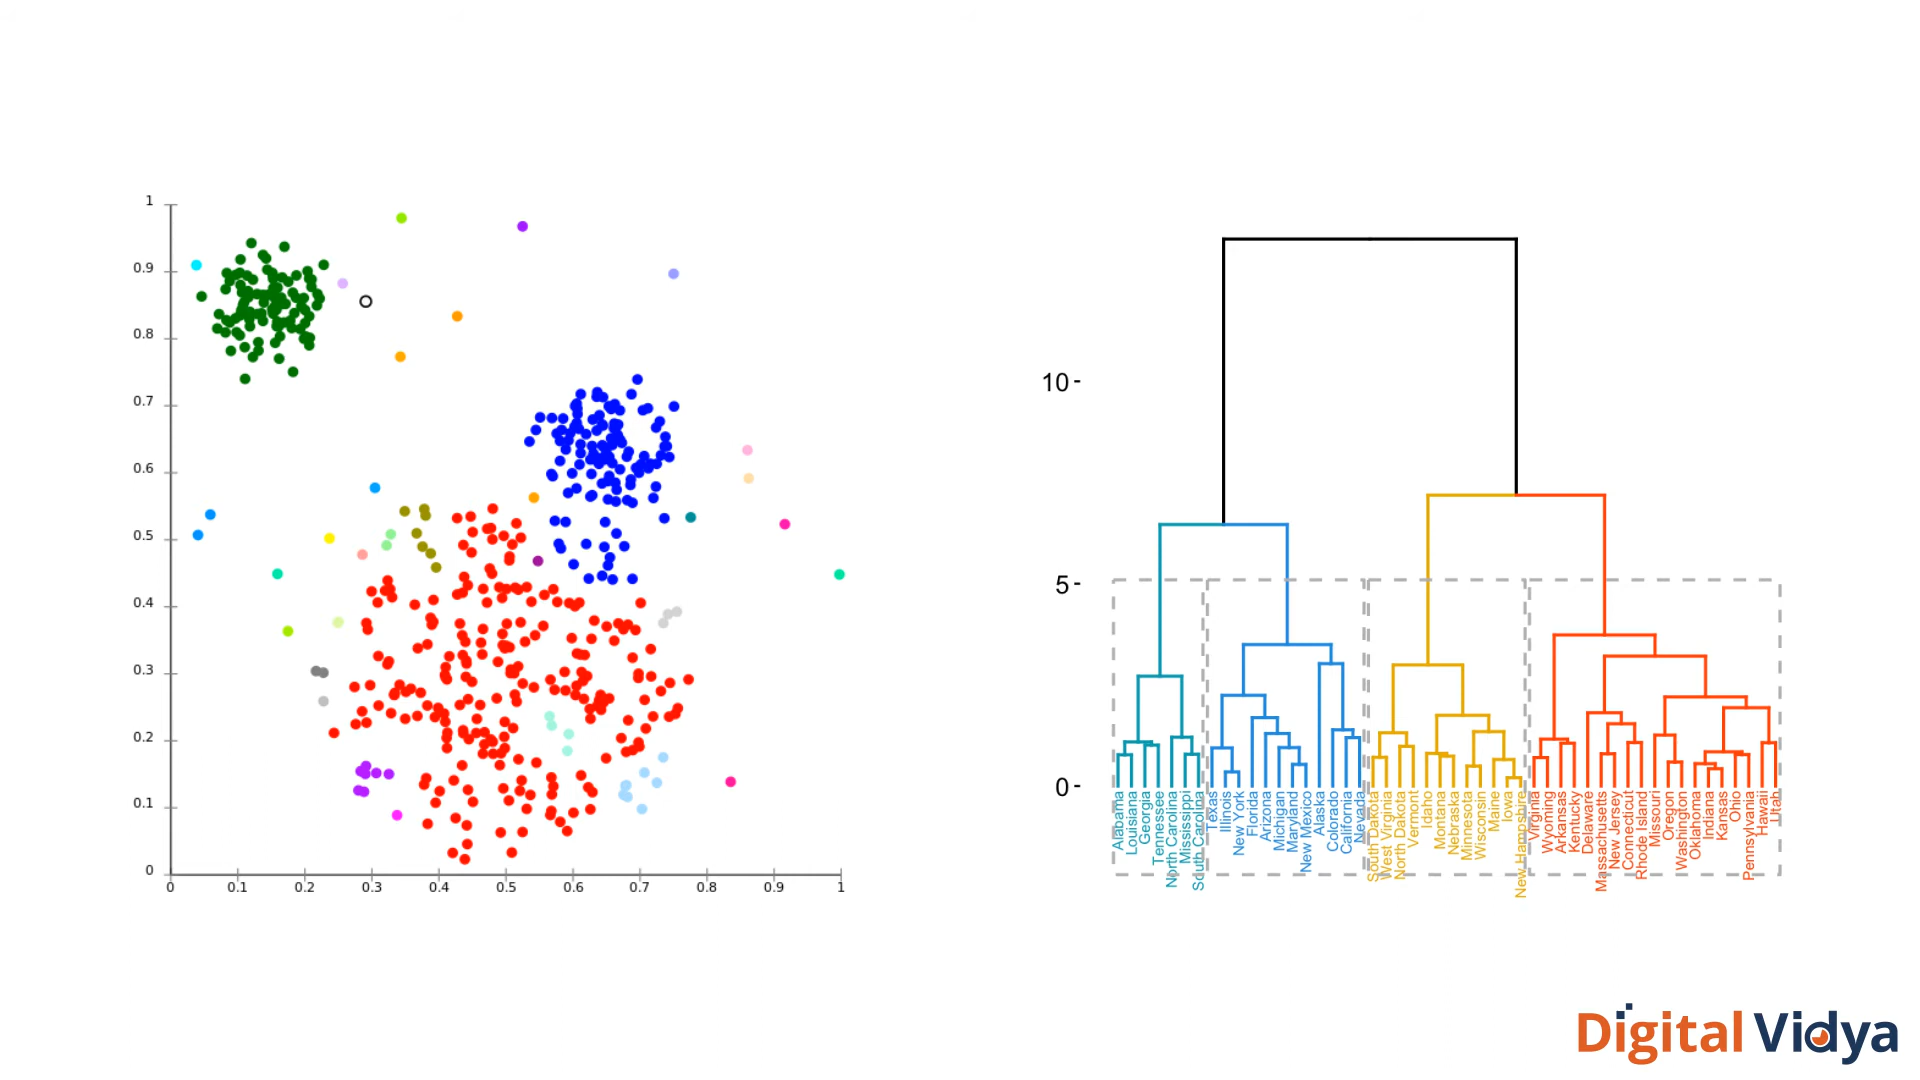 1
0.9
0.8
0.7
0.6
0.5
0.4
0.3
0.2
0.1
0
0 0.1 0.2 0.3 0.4 0.5 0.6 0.7 0.8 0.9 1
10
5
0
Alabama
Louisiana
Georgia
Tennessee
North Carolina
Mississippi
South Carolina
Texas
Illinois
New York
Florida
Arizona
Michigan
Maryland
New Mexico
Alaska
Colorado
California
Nevada
South Dakota
West Virginia
North Dakota
Vermont
Idaho
Montana
Nebraska
Minnesota
Wisconsin
Maine
Iowa
New Hampshire
Virginia
Wyoming
Arkansas
Kentucky
Delaware
Massachusetts
New Jersey
Connecticut
Rhode Island
Missouri
Oregon
Washington
Oklahoma
Indiana
Kansas
Ohio
Pennsylvania
Hawaii
Utah
Digital Vidya